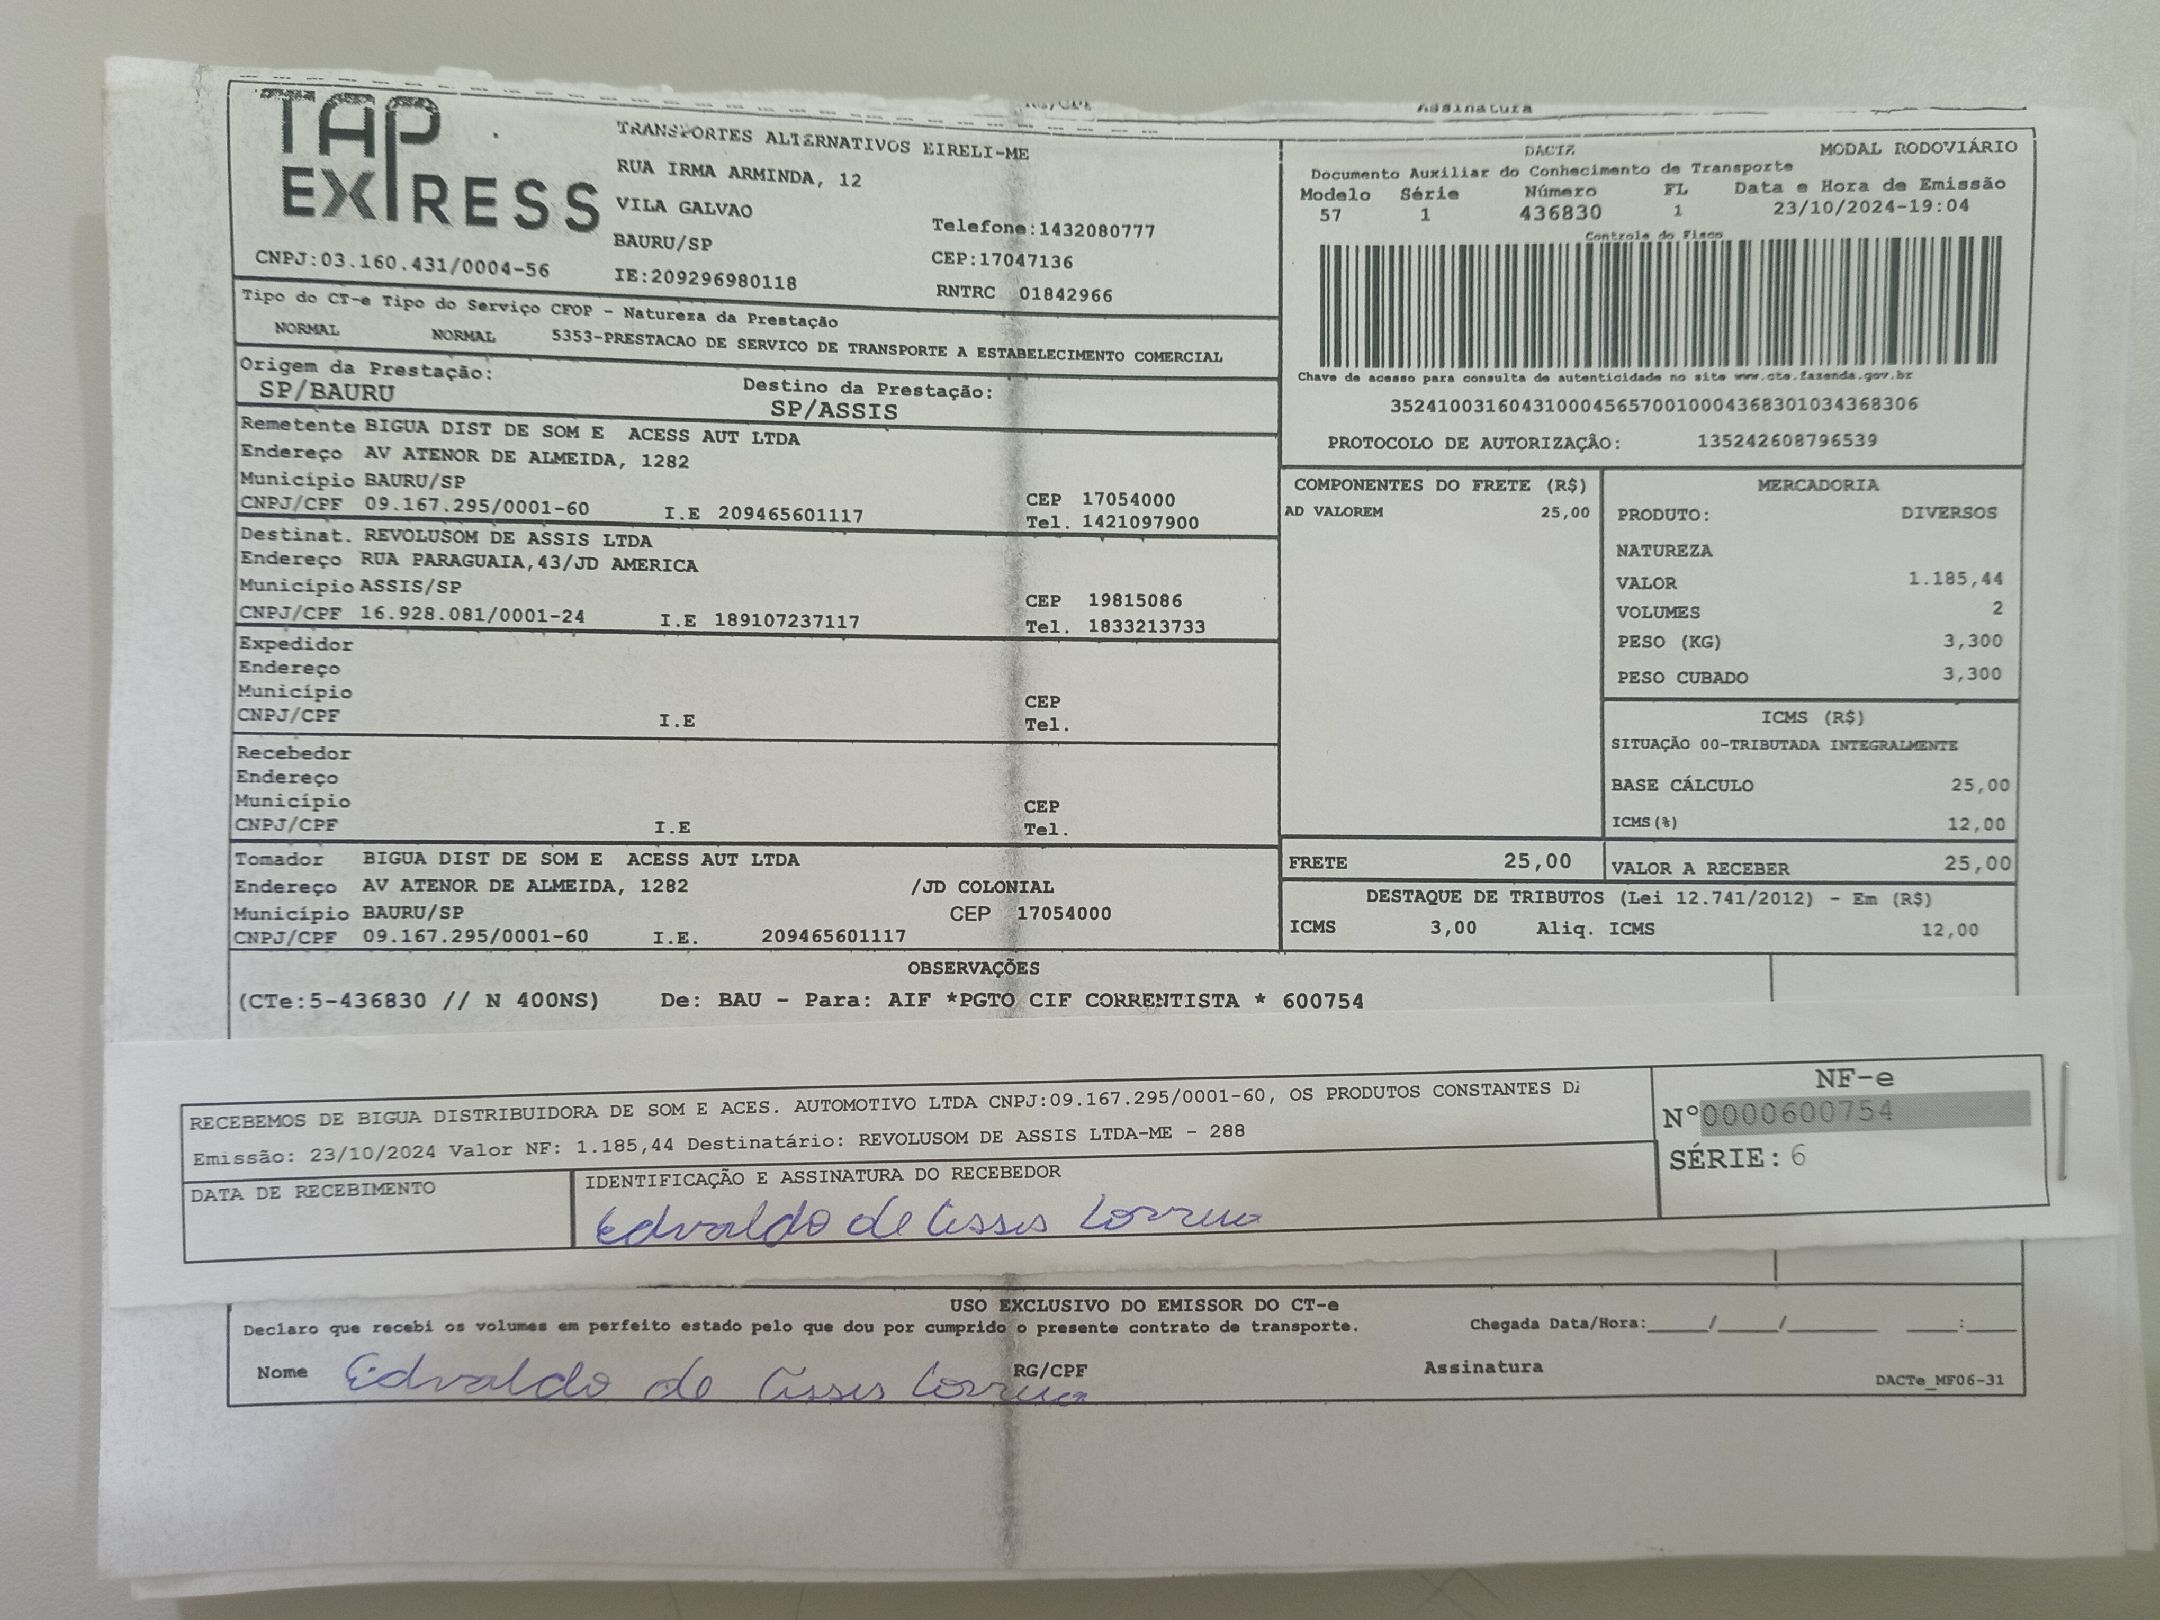 Assinatura
TAP EXPRESS
TRANSPORTES ALTERNATIVOS EIRELI-ME
RUA IRMA ARMINDA, 12
VILA GALVAO
BAURU/SP
Telefone:1432080777
CEP:17047136
CNPJ:03.160.431/0004-56
IE:209296980118
RNTRC 01842966
DACTE MODAL RODOVIÁRIO
Documento Auxiliar do Conhecimento de Transporte
Modelo Série Número FL Data e Hora de Emissão
57 1 436830 1 23/10/2024-19:04
Controle do Fisco
Chave de acesso para consulta de autenticidade no site www.cte.fazenda.gov.br
35241003160431000456570010004368301034368306
PROTOCOLO DE AUTORIZAÇÃO: 135242608796539
Tipo do CT-e Tipo do Serviço CFOP - Natureza da Prestação
NORMAL NORMAL 5353-PRESTACAO DE SERVICO DE TRANSPORTE A ESTABELECIMENTO COMERCIAL
Origem da Prestação: Destino da Prestação:
SP/BAURU SP/ASSIS
Remetente BIGUA DIST DE SOM E ACESS AUT LTDA
Endereço AV ATENOR DE ALMEIDA, 1282
Município BAURU/SP CEP 17054000
CNPJ/CPF 09.167.295/0001-60 I.E 209465601117 Tel. 1421097900
Destinat. REVOLUSOM DE ASSIS LTDA
Endereço RUA PARAGUAIA,43/JD AMERICA
Município ASSIS/SP CEP 19815086
CNPJ/CPF 16.928.081/0001-24 I.E 189107237117 Tel. 1833213733
Expedidor
Endereço
Município CEP
CNPJ/CPF I.E Tel.
Recebedor
Endereço
Município CEP
CNPJ/CPF I.E Tel.
Tomador BIGUA DIST DE SOM E ACESS AUT LTDA
Endereço AV ATENOR DE ALMEIDA, 1282 /JD COLONIAL
Município BAURU/SP CEP 17054000
CNPJ/CPF 09.167.295/0001-60 I.E. 209465601117
COMPONENTES DO FRETE (R$)
AD VALOREM 25,00
MERCADORIA
PRODUTO: DIVERSOS
NATUREZA
VALOR 1.185,44
VOLUMES 2
PESO (KG) 3,300
PESO CUBADO 3,300
ICMS (R$)
SITUAÇÃO 00-TRIBUTADA INTEGRALMENTE
BASE CÁLCULO 25,00
ICMS(%) 12,00
FRETE 25,00 VALOR A RECEBER 25,00
DESTAQUE DE TRIBUTOS (Lei 12.741/2012) - Em (R$)
ICMS 3,00 Aliq. ICMS 12,00
OBSERVAÇÕES
(CTe:5-436830 // N 400NS) De: BAU - Para: AIF *PGTO CIF CORRENTISTA * 600754
RECEBEMOS DE BIGUA DISTRIBUIDORA DE SOM E ACES. AUTOMOTIVO LTDA CNPJ:09.167.295/0001-60, OS PRODUTOS CONSTANTES
Emissão: 23/10/2024 Valor NF: 1.185,44 Destinatário: REVOLUSOM DE ASSIS LTDA-ME - 288
DATA DE RECEBIMENTO
IDENTIFICAÇÃO E ASSINATURA DO RECEBEDOR
Edvaldo de Assis Correia
NF-e
N°0000600754
SÉRIE: 6
USO EXCLUSIVO DO EMISSOR DO CT-e
Declaro que recebi os volumes em perfeito estado pelo que dou por cumprido o presente contrato de transporte. Chegada Data/Hora:____/____/______ ___:___
Nome Edvaldo de Assis Correia RG/CPF Assinatura
DACTe_MF06-31